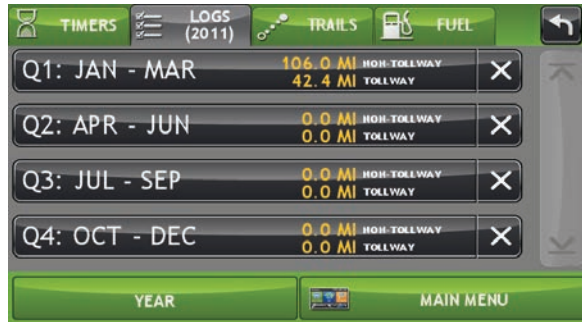 TIMERS
LOGS
(2011)
TRAILS
FUEL
Q1: JAN - MAR
106.0 MI NON-TOLLWAY
42.4 MI TOLLWAY
Q2: APR - JUN
0.0 MI NON-TOLLWAY
0.0 MI TOLLWAY
Q3: JUL - SEP
0.0 MI NON-TOLLWAY
0.0 MI TOLLWAY
Q4: OCT - DEC
0.0 MI NON-TOLLWAY
0.0 MI TOLLWAY
YEAR
MAIN MENU